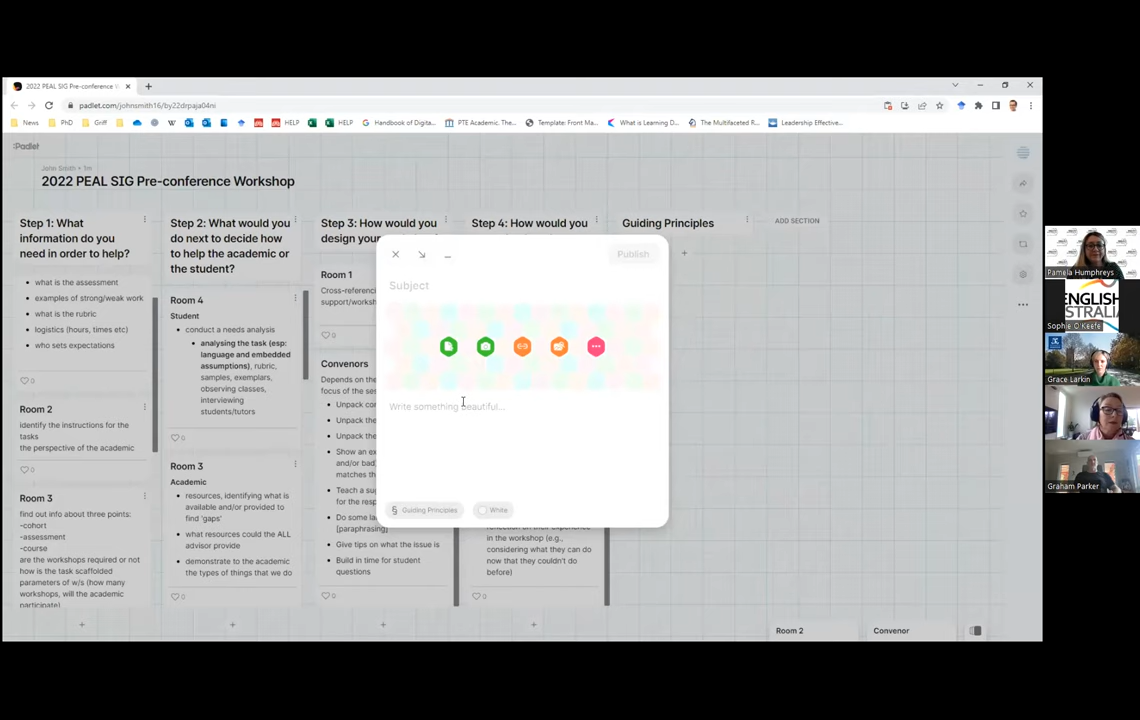 2022 PEAL SIG Pre-conference W
padlet.com/johnsmith16/by22drpaja04ni
News
PhD
Griff
HELP
HELP
Handbook of Digita...
PTE Academic. The...
Template: Front Ma...
What is Learning D...
The Multifaceted R...
Leadership Effective...
:Padlet
John Smith • 1m
2022 PEAL SIG Pre-conference Workshop
Step 1: What
information do you
need in order to help?
• what is the assessment
• examples of strong/weak work
• what is the rubric
• logistics (hours, times etc)
• who sets expectations
0
Room 2
identify the instructions for the
tasks
the perspective of the academic
0
Room 3
find out info about three points:
-cohort
-assessment
-course
are the workshops required or not
how is the task scaffolded
parameters of w/s (how many
workshops, will the academic
participate)
Step 2: What would you
do next to decide how
to help the academic or
the student?
Room 4
Student
• conduct a needs analysis
• analysing the task (esp:
language and embedded
assumptions), rubric,
samples, exemplars,
observing classes,
interviewing
students/tutors
0
Room 3
Academic
• resources, identifying what is
available and/or provided to
find 'gaps'
• what resources could the ALL
advisor provide
• demonstrate to the academic
the types of things that we do
0
Step 3: How would you
design your
Room 1
Cross-referenci
support/worksh
0
Convenors
Depends on the
focus of the ses
• Unpack cor
• Unpack the
• Unpack the
• Show an ex
and/or bad
matches th
• Teach a su
for the resp
• Do some la
[paraphrasing]
• Give tips on what the issue is
• Build in time for student
questions
0
Step 4: How would you
reflection on their experience
in the workshop (e.g.,
considering what they can do
now that they couldn't do
before)
0
Guiding Principles
ADD SECTION
Publish
Subject
Write something beautiful...
Guiding Principles
Write
Room 2
Convenor
Pamela Humphreys
ENGLISH
AUSTRALIA
Sophie O'Keefe
Grace Larkin
Graham Parker